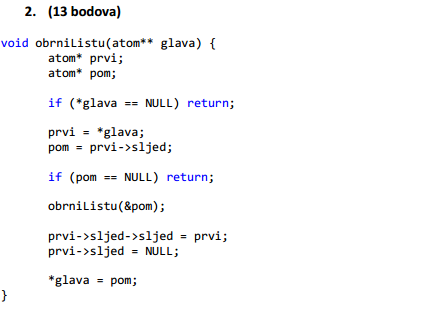 2. (13 bodova)
void obrniListu(atom** glava) {
atom* prvi;
atom* pom;
if (*glava == NULL) return;
prvi = *glava;
pom = prvi->sljed;
if (pom == NULL) return;
obrniListu(&pom);
prvi->sljed->sljed = prvi;
prvi->sljed = NULL;
*glava = pom;
}